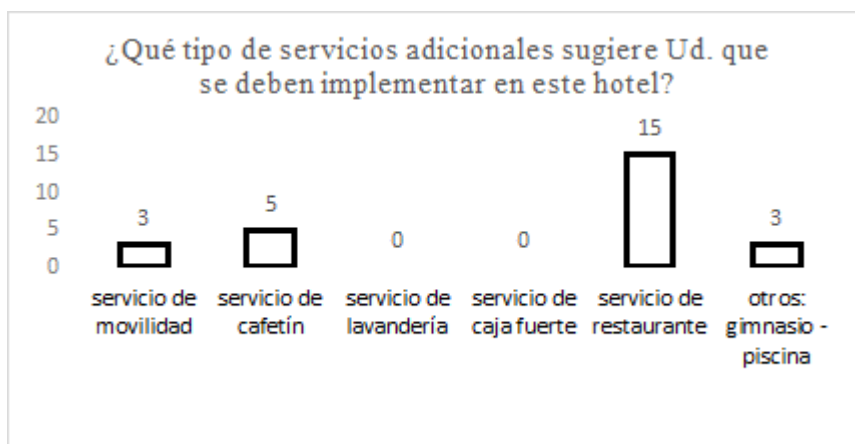 ¿Qué tipo de servicios adicionales sugiere Ud. que
se deben implementar en este hotel?
20
15
10
5
0
3
5
0
0
15
3
servicio de movilidad
servicio de cafetín
servicio de lavandería
servicio de caja fuerte
servicio de restaurante
otros: gimnasio - piscina